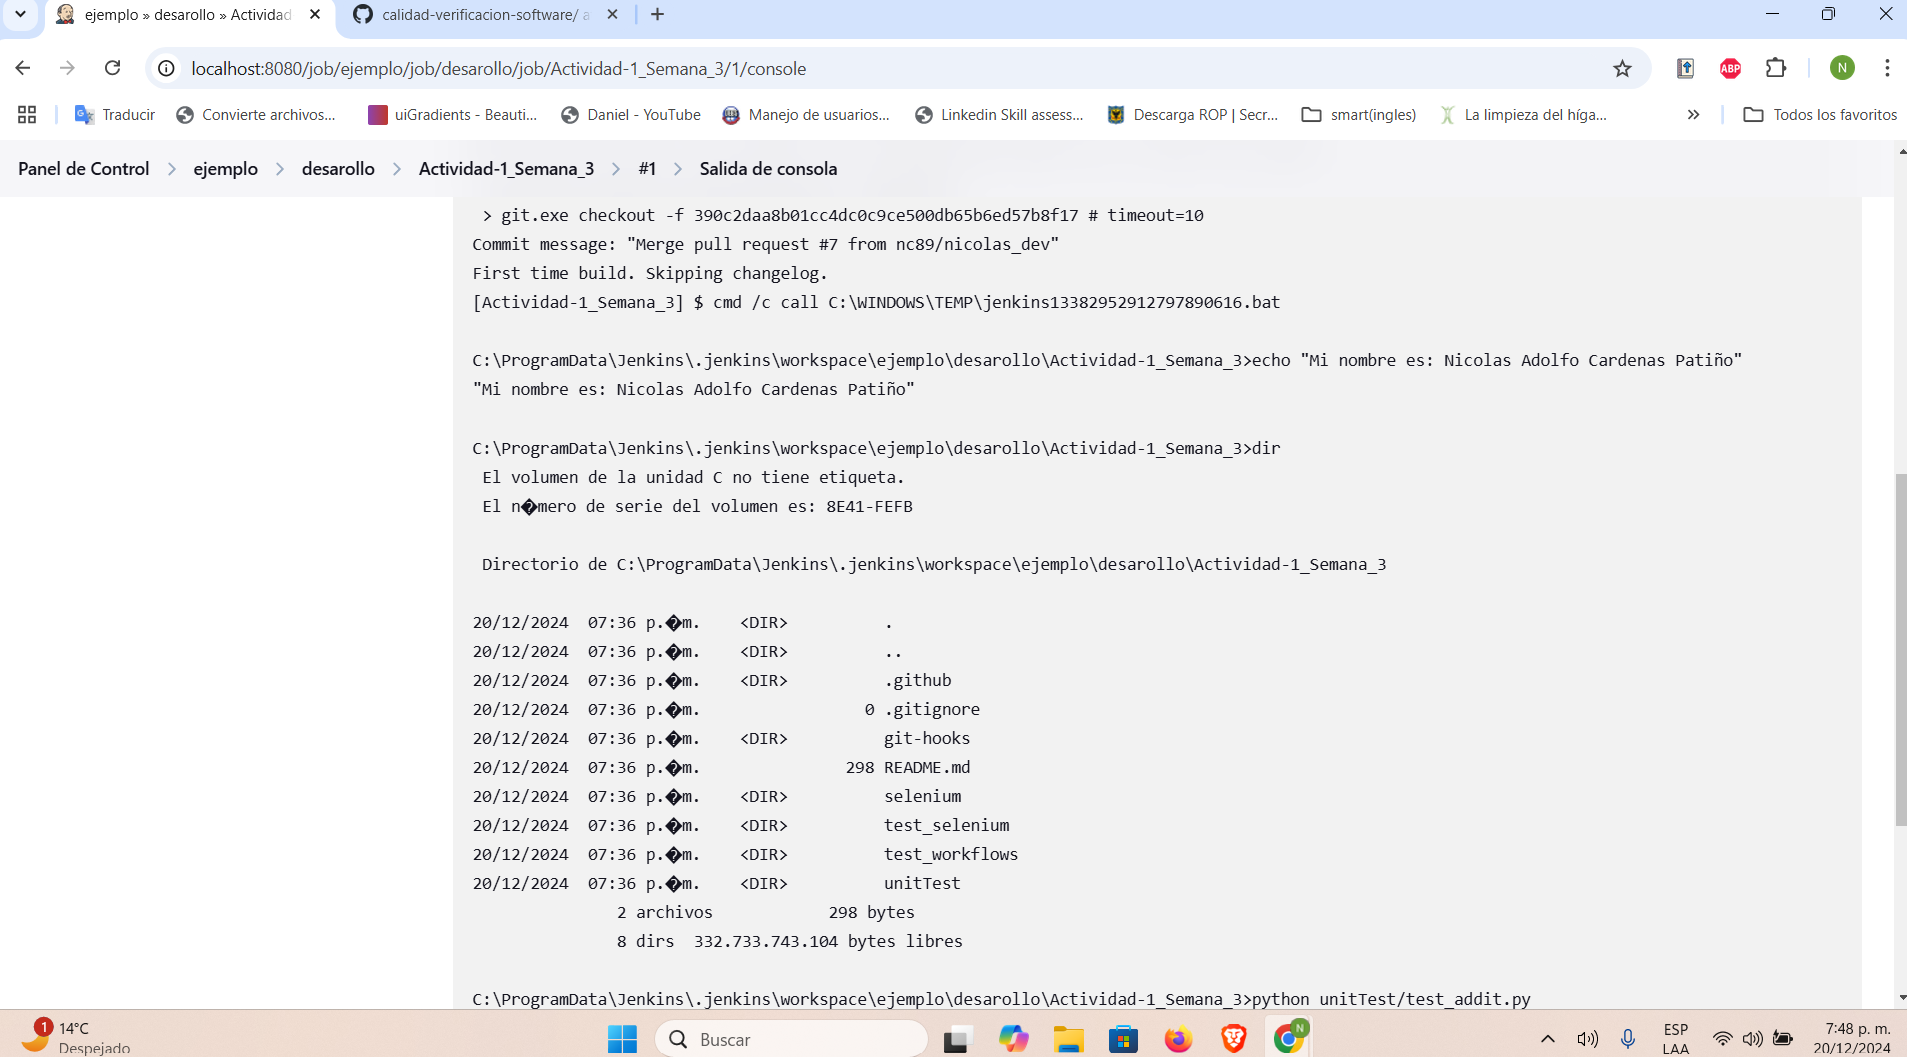 ejemplo » desarollo » Actividad
calidad-verificacion-software/
localhost:8080/job/ejemplo/job/desarollo/job/Actividad-1_Semana_3/1/console
ABP
N
Traducir
Convierte archivos...
uiGradients - Beauti...
Daniel - YouTube
Manejo de usuarios...
Linkedin Skill assess...
Descarga ROP | Secr...
smart(ingles)
La limpieza del híga...
»
Todos los favoritos
Panel de Control > ejemplo > desarollo > Actividad-1_Semana_3 > #1 > Salida de consola
> git.exe checkout -f 390c2daa8b01cc4dc0c9ce500db65b6ed57b8f17 # timeout=10
Commit message: "Merge pull request #7 from nc89/nicolas_dev"
First time build. Skipping changelog.
[Actividad-1_Semana_3] $ cmd /c call C:\WINDOWS\TEMP\jenkins13382952912797890616.bat
C:\ProgramData\Jenkins\.jenkins\workspace\ejemplo\desarollo\Actividad-1_Semana_3>echo "Mi nombre es: Nicolas Adolfo Cardenas Patiño"
"Mi nombre es: Nicolas Adolfo Cardenas Patiño"
C:\ProgramData\Jenkins\.jenkins\workspace\ejemplo\desarollo\Actividad-1_Semana_3>dir
El volumen de la unidad C no tiene etiqueta.
El n�mero de serie del volumen es: 8E41-FEFB
Directorio de C:\ProgramData\Jenkins\.jenkins\workspace\ejemplo\desarollo\Actividad-1_Semana_3
20/12/2024  07:36 p.�m.    <DIR>          .
20/12/2024  07:36 p.�m.    <DIR>          ..
20/12/2024  07:36 p.�m.    <DIR>          .github
20/12/2024  07:36 p.�m.                 0 .gitignore
20/12/2024  07:36 p.�m.    <DIR>          git-hooks
20/12/2024  07:36 p.�m.               298 README.md
20/12/2024  07:36 p.�m.    <DIR>          selenium
20/12/2024  07:36 p.�m.    <DIR>          test_selenium
20/12/2024  07:36 p.�m.    <DIR>          test_workflows
20/12/2024  07:36 p.�m.    <DIR>          unitTest
2 archivos            298 bytes
8 dirs  332.733.743.104 bytes libres
C:\ProgramData\Jenkins\.jenkins\workspace\ejemplo\desarollo\Actividad-1_Semana_3>python unitTest/test_addit.py
1
14°C
Despejado
Buscar
N
ESP
LAA
7:48 p. m.
20/12/2024